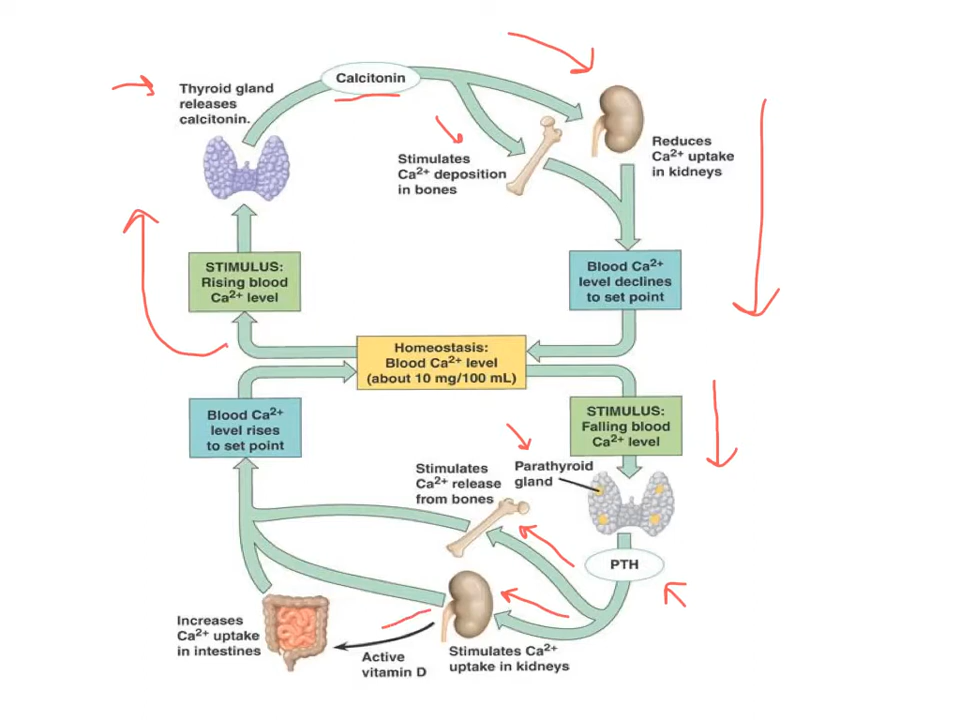 Calcitonin
Thyroid gland
releases
calcitonin.
Reduces
Ca²⁺ uptake
in kidneys
Stimulates
Ca²⁺ deposition
in bones
STIMULUS:
Rising blood
Ca²⁺ level
Blood Ca²⁺
level declines
to set point
Homeostasis:
Blood Ca²⁺ level
(about 10 mg/100 mL)
Blood Ca²⁺
level rises
to set point
STIMULUS:
Falling blood
Ca²⁺ level
Stimulates
Ca²⁺ release
from bones
Parathyroid
gland
PTH
Increases
Ca²⁺ uptake
in intestines
Active
vitamin D
Stimulates Ca²⁺
uptake in kidneys